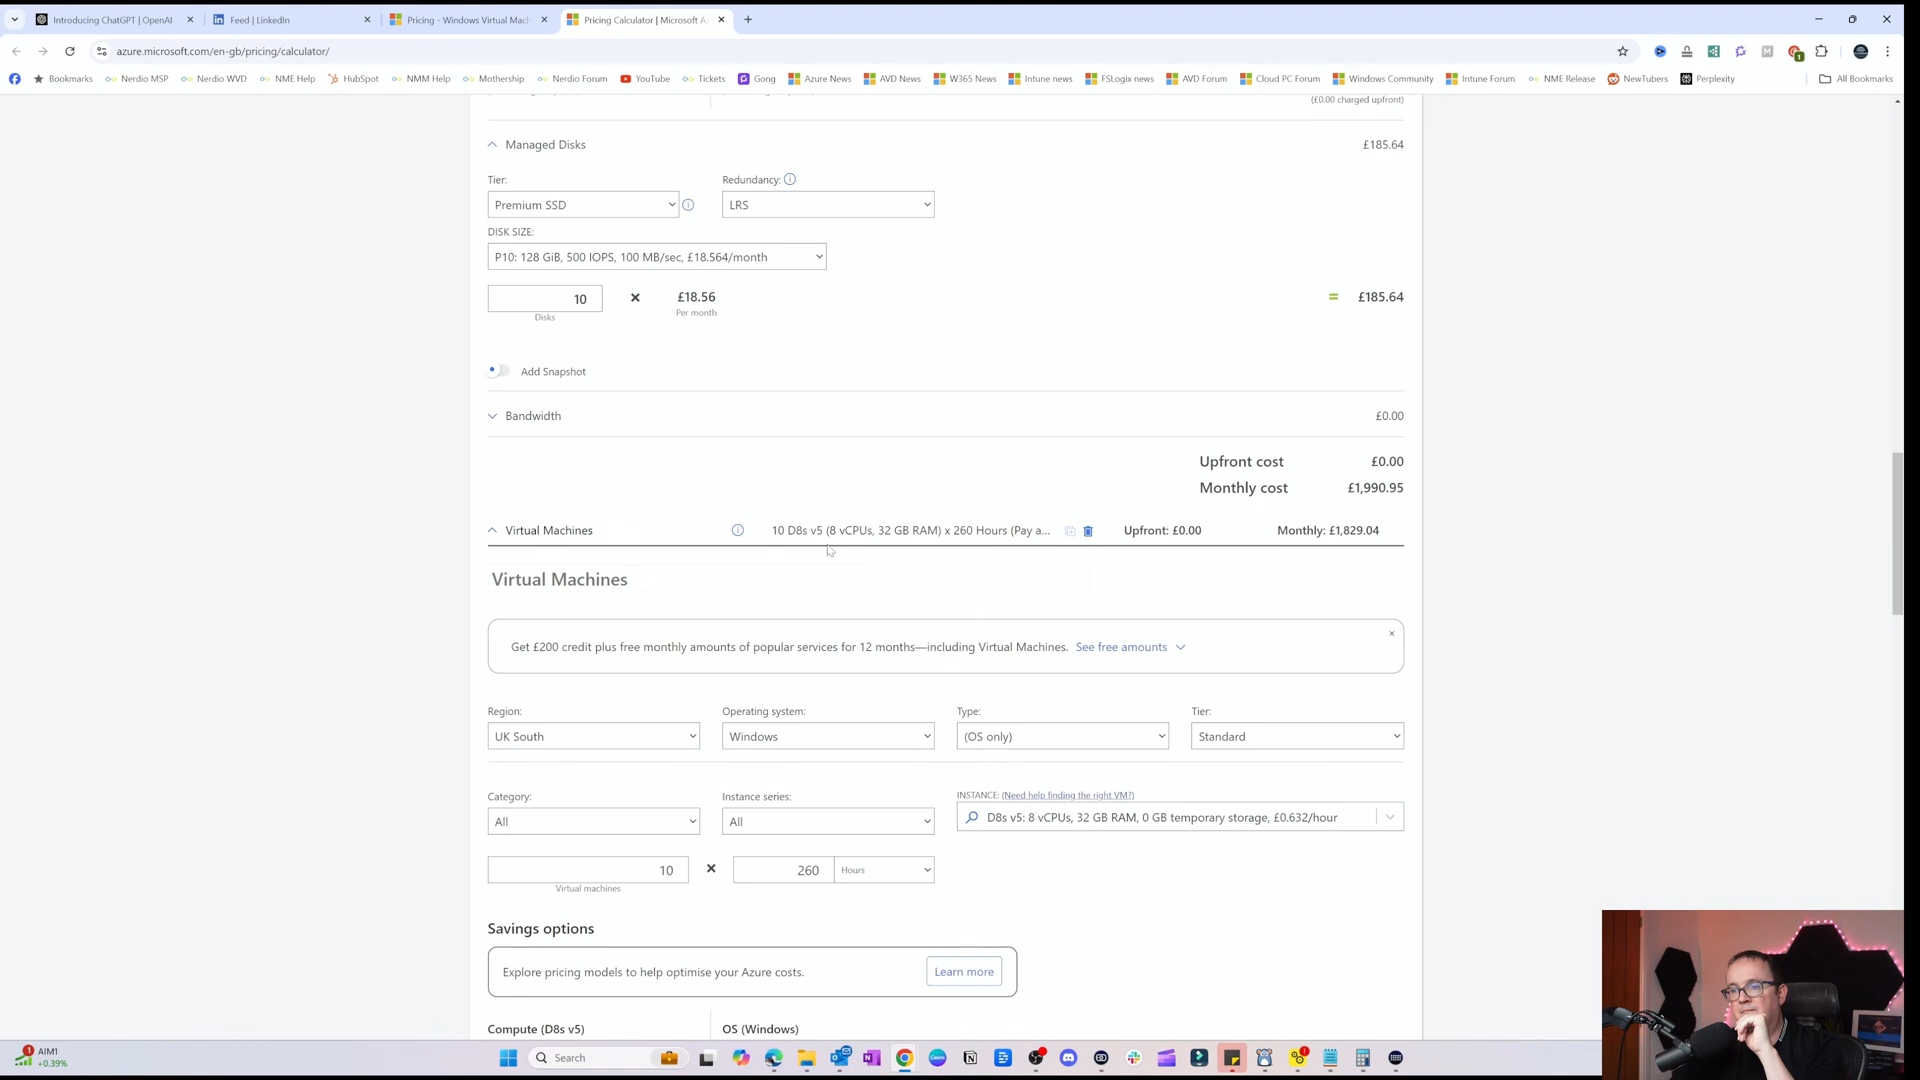 Introducing ChatGPT | OpenAI
Feed | LinkedIn
Pricing - Windows Virtual Mach
Pricing Calculator | Microsoft A
azure.microsoft.com/en-gb/pricing/calculator/
Bookmarks
Nerdio MSP
Nerdio WVD
NME Help
HubSpot
NMM Help
Mothership
Nerdio Forum
YouTube
Tickets
Gong
Azure News
AVD News
W365 News
Intune news
FSLogix news
AVD Forum
Cloud PC Forum
Windows Community
Intune Forum
NME Release
NewTubers
Perplexity
All Bookmarks
(£0.00 charged upfront)
Managed Disks £185.64
Tier: Redundancy:
Premium SSD LRS
DISK SIZE:
P10: 128 GiB, 500 IOPS, 100 MB/sec, £18.564/month
10 × £18.56 = £185.64
Disks Per month
Add Snapshot
Bandwidth £0.00
Upfront cost £0.00
Monthly cost £1,990.95
Virtual Machines 10 D8s v5 (8 vCPUs, 32 GB RAM) x 260 Hours (Pay a... Upfront: £0.00 Monthly: £1,829.04
Virtual Machines
Get £200 credit plus free monthly amounts of popular services for 12 months—including Virtual Machines. See free amounts
Region: Operating system: Type: Tier:
UK South Windows (OS only) Standard
Category: Instance series: INSTANCE: (Need help finding the right VM?)
All All D8s v5: 8 vCPUs, 32 GB RAM, 0 GB temporary storage, £0.632/hour
10 × 260 Hours
Virtual machines
Savings options
Explore pricing models to help optimise your Azure costs. Learn more
Compute (D8s v5) OS (Windows)
1 AIM1
+0.39%
Search